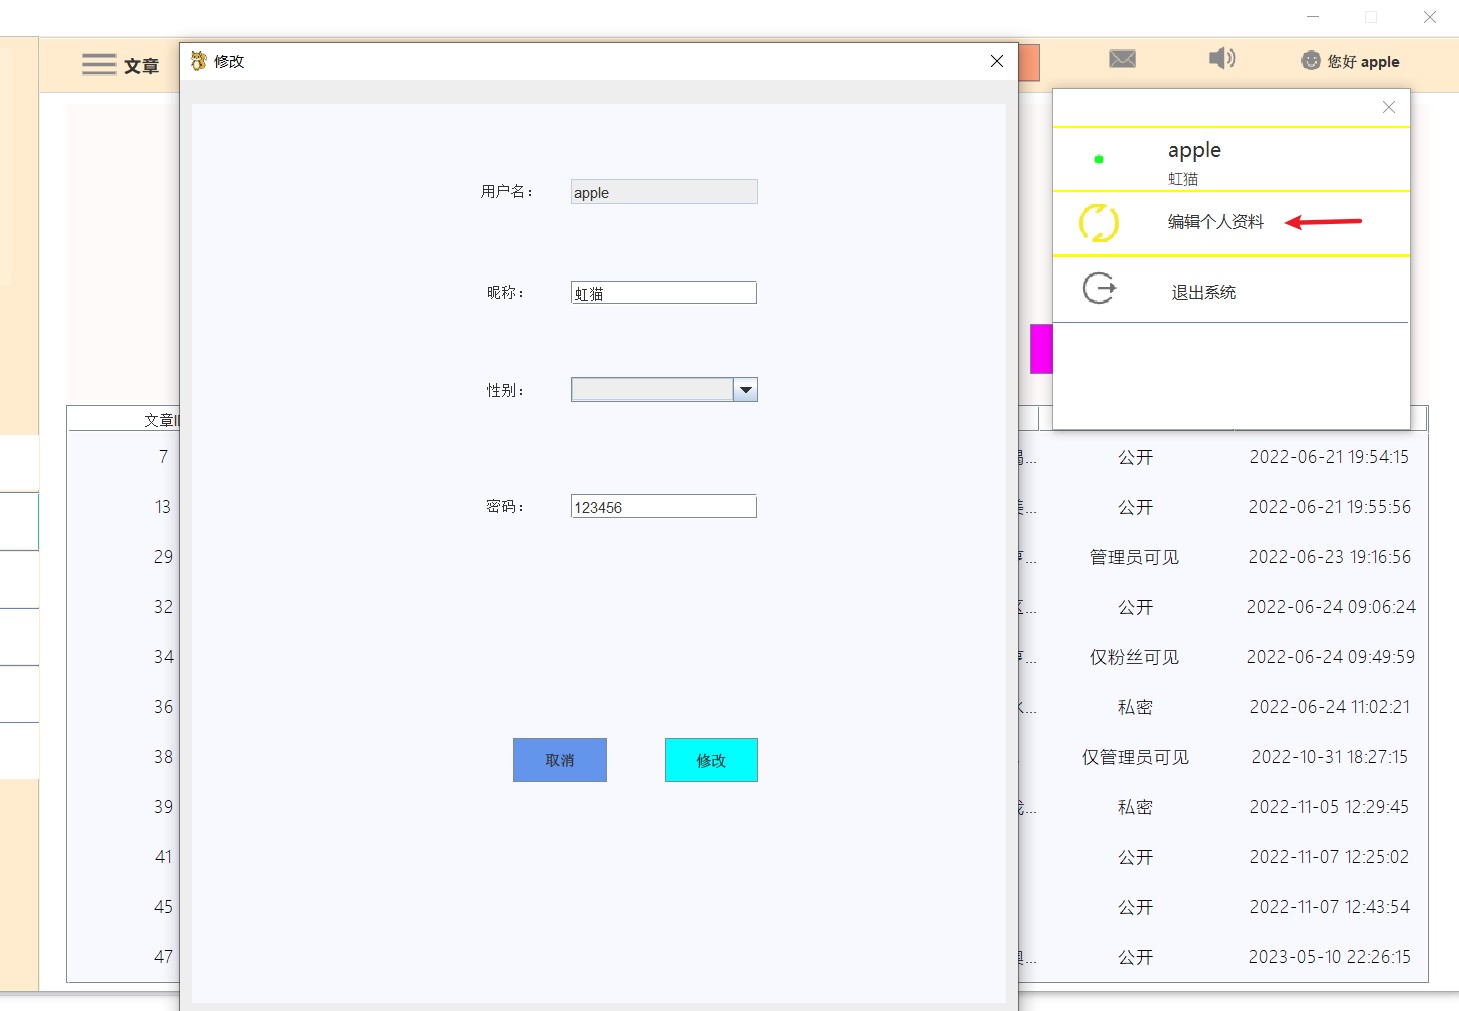 文章
修改
您好 apple
apple
虹猫
编辑个人资料
退出系统
用户名：
apple
昵称：
虹猫
性别：
密码：
123456
取消
修改
文章
7
公开
2022-06-21 19:54:15
13
公开
2022-06-21 19:55:56
29
管理员可见
2022-06-23 19:16:56
32
公开
2022-06-24 09:06:24
34
仅粉丝可见
2022-06-24 09:49:59
36
私密
2022-06-24 11:02:21
38
仅管理员可见
2022-10-31 18:27:15
39
私密
2022-11-05 12:29:45
41
公开
2022-11-07 12:25:02
45
公开
2022-11-07 12:43:54
47
公开
2023-05-10 22:26:15